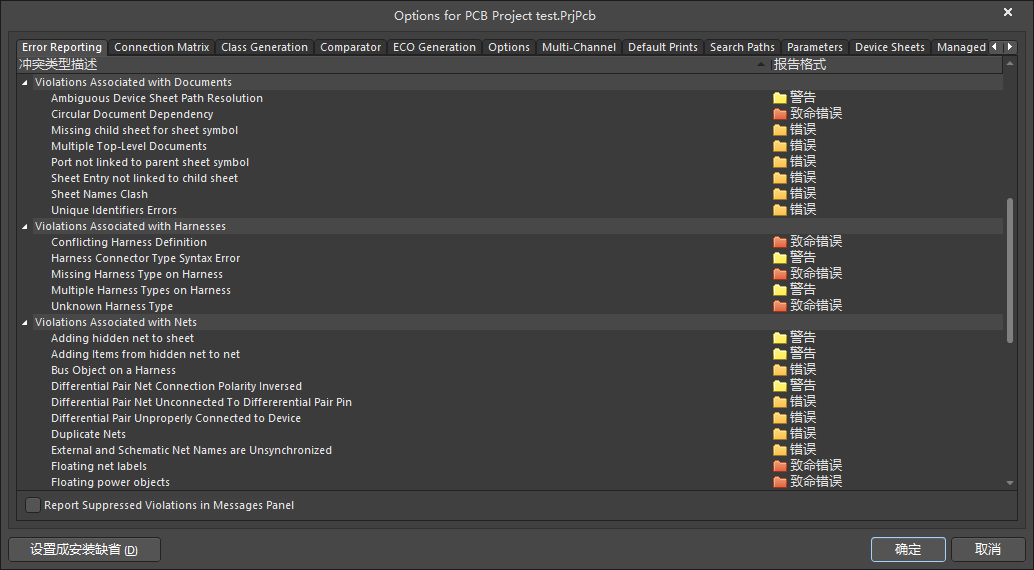 Options for PCB Project test.PrjPcb
Error Reporting Connection Matrix Class Generation Comparator ECO Generation Options Multi-Channel Default Prints Search Paths Parameters Device Sheets Managed
冲突类型描述 报告格式
Violations Associated with Documents
Ambiguous Device Sheet Path Resolution 警告
Circular Document Dependency 致命错误
Missing child sheet for sheet symbol 错误
Multiple Top-Level Documents 错误
Port not linked to parent sheet symbol 错误
Sheet Entry not linked to child sheet 错误
Sheet Names Clash 错误
Unique Identifiers Errors 错误
Violations Associated with Harnesses
Conflicting Harness Definition 致命错误
Harness Connector Type Syntax Error 警告
Missing Harness Type on Harness 致命错误
Multiple Harness Types on Harness 警告
Unknown Harness Type 致命错误
Violations Associated with Nets
Adding hidden net to sheet 警告
Adding Items from hidden net to net 警告
Bus Object on a Harness 错误
Differential Pair Net Connection Polarity Inversed 警告
Differential Pair Net Unconnected To Differerential Pair Pin 错误
Differential Pair Unproperly Connected to Device 错误
Duplicate Nets 错误
External and Schematic Net Names are Unsynchronized 错误
Floating net labels 致命错误
Floating power objects 致命错误
Report Suppressed Violations in Messages Panel
设置成安装缺省 (D) 确定 取消